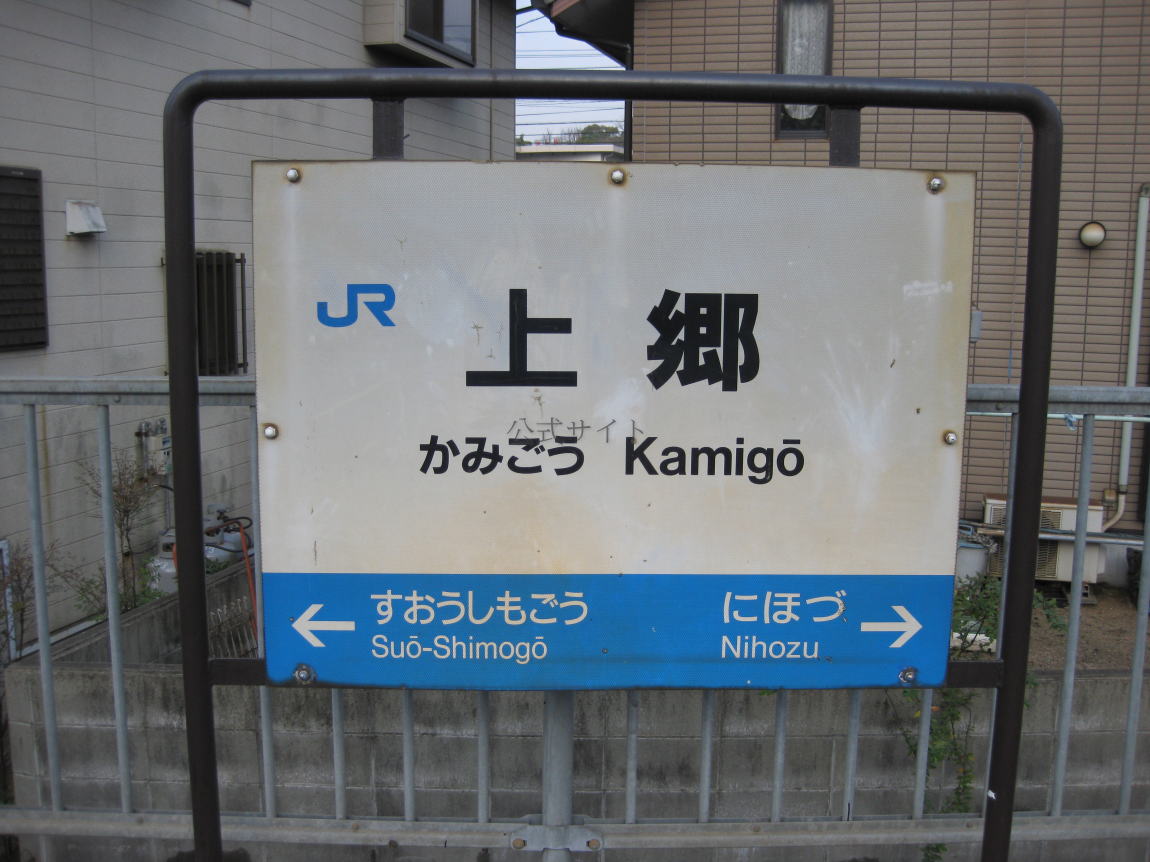 JR
上郷
公式サイト
かみごう Kamigō
← すおうしもごう にほづ →
Suō-Shimogō Nihozu